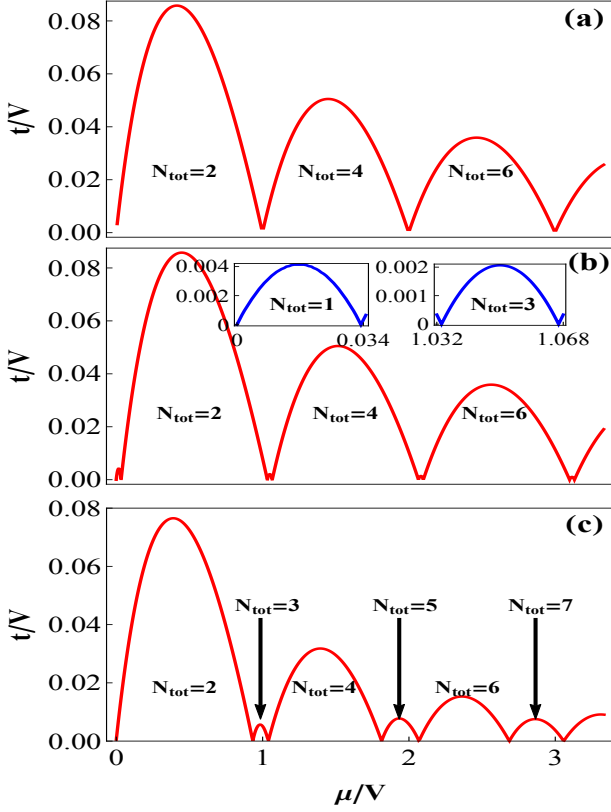 (a)
t/V
0.08
0.06
0.04
0.02
0.00
N_tot=2
N_tot=4
N_tot=6
(b)
t/V
0.08
0.06
0.04
0.02
0.00
0.004
0.002
0
0 0.034
N_tot=1
0.002
0.001
0
1.032 1.068
N_tot=3
N_tot=2
N_tot=4
N_tot=6
(c)
t/V
0.08
0.06
0.04
0.02
0.00
N_tot=3
N_tot=5
N_tot=7
N_tot=2
N_tot=4
N_tot=6
0 1 2 3
μ/V